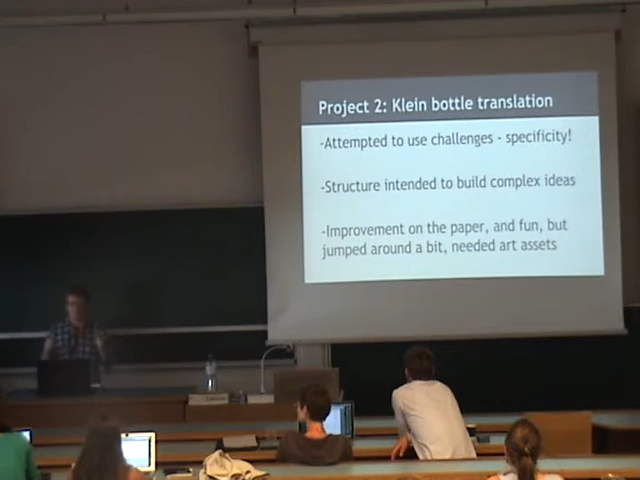 Project 2: Klein bottle translation
-Attempted to use challenges - specificity!
-Structure intended to build complex ideas
-Improvement on the paper, and fun, but
jumped around a bit, needed art assets